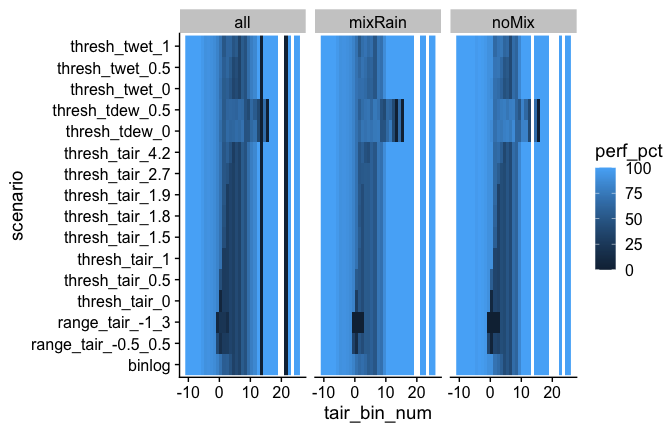 all mixRain noMix
scenario
thresh_twet_1
thresh_twet_0.5
thresh_twet_0
thresh_tdew_0.5
thresh_tdew_0
thresh_tair_4.2
thresh_tair_2.7
thresh_tair_1.9
thresh_tair_1.8
thresh_tair_1.5
thresh_tair_1
thresh_tair_0.5
thresh_tair_0
range_tair_-1_3
range_tair_-0.5_0.5
binlog
-10 0 10 20 -10 0 10 20 -10 0 10 20
tair_bin_num
perf_pct
100
75
50
25
0